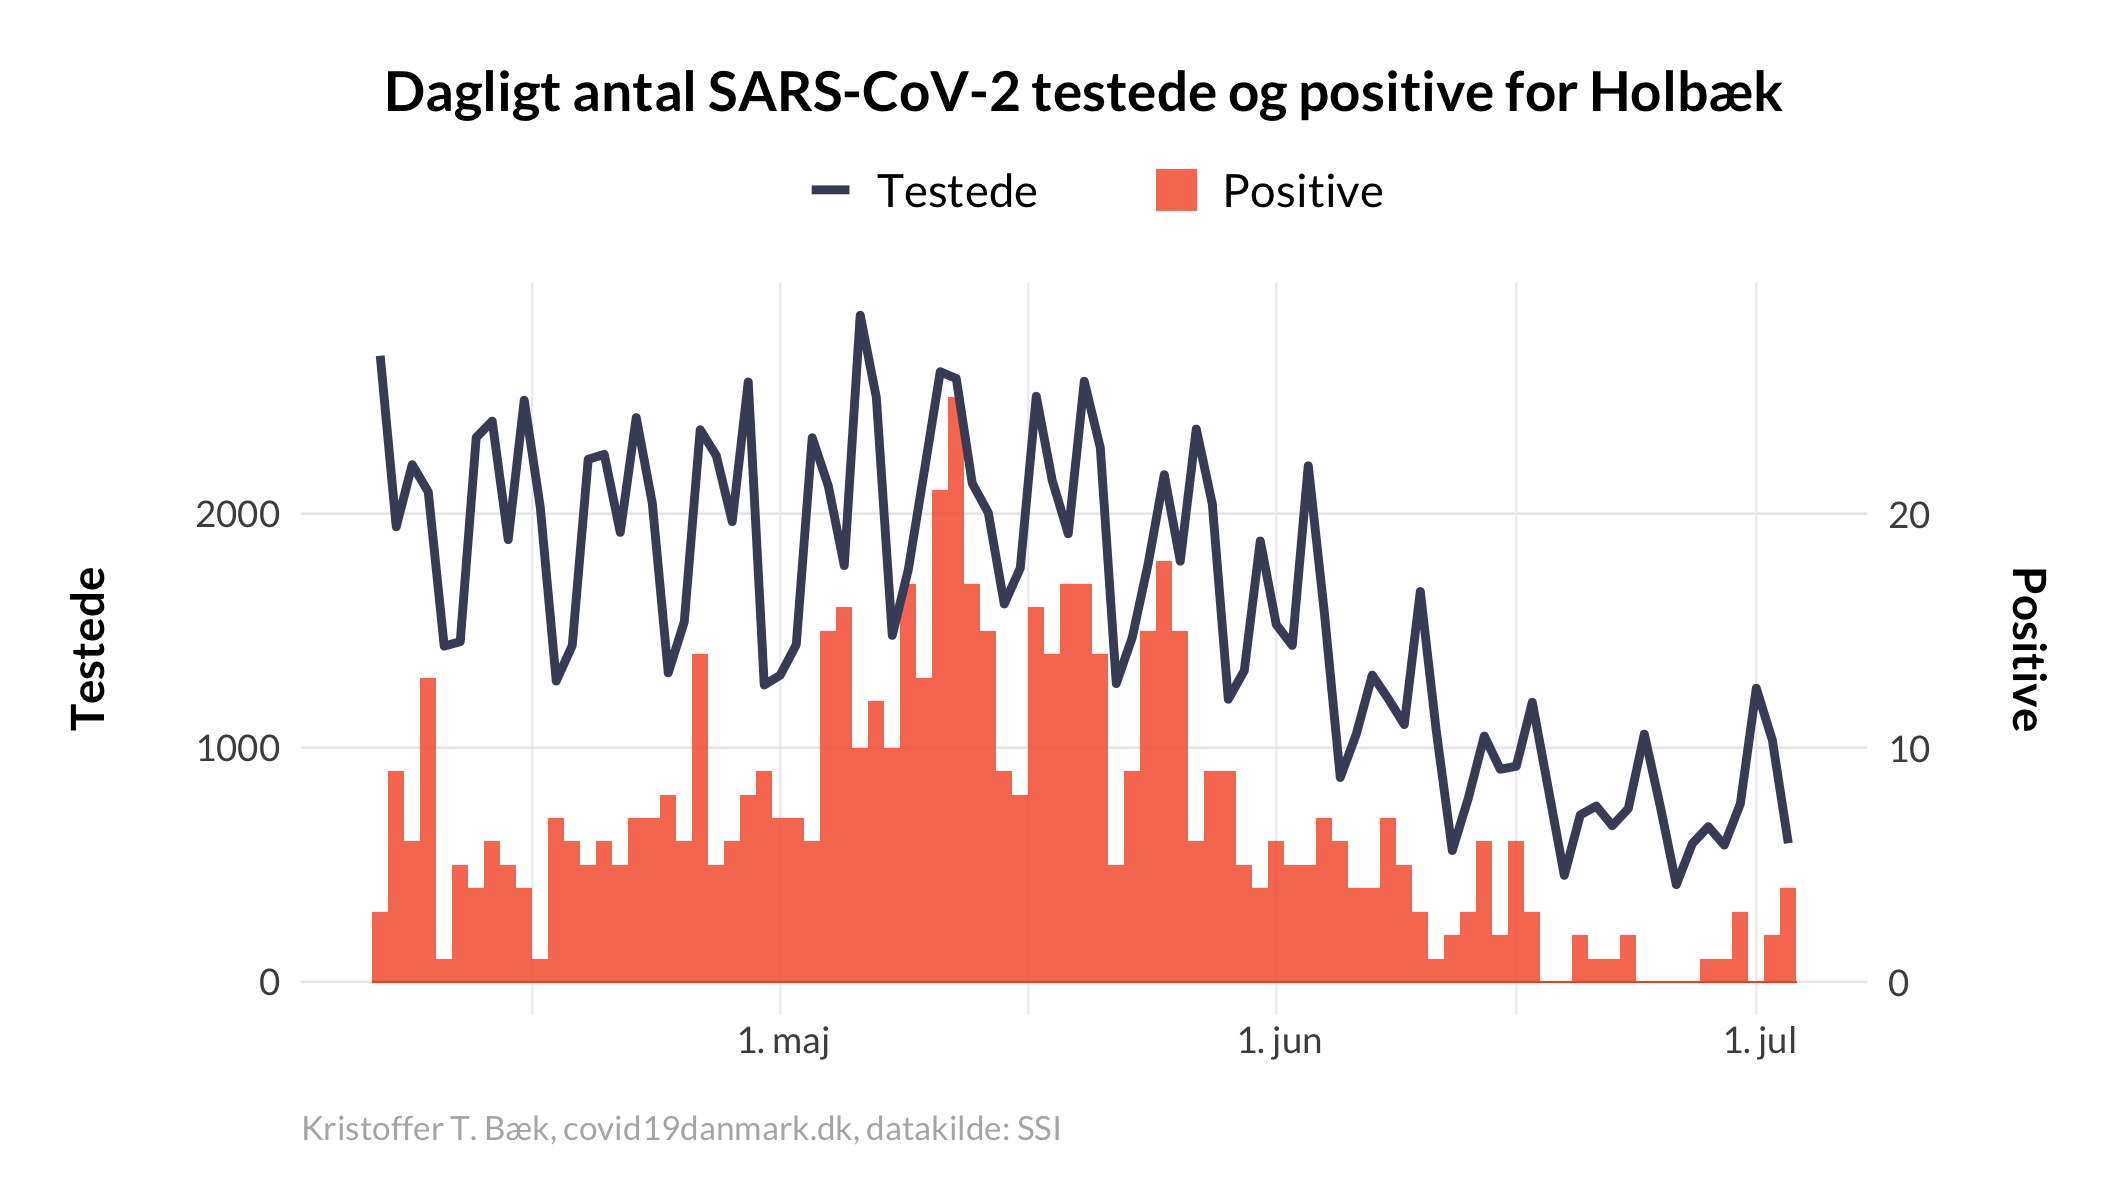 Dagligt antal SARS-CoV-2 testede og positive for Holbæk
Testede
Positive
2000
1000
0
Testede
20
10
0
Positive
1. maj
1. jun
1. jul
Kristoffer T. Bæk, covid19danmark.dk, datakilde: SSI